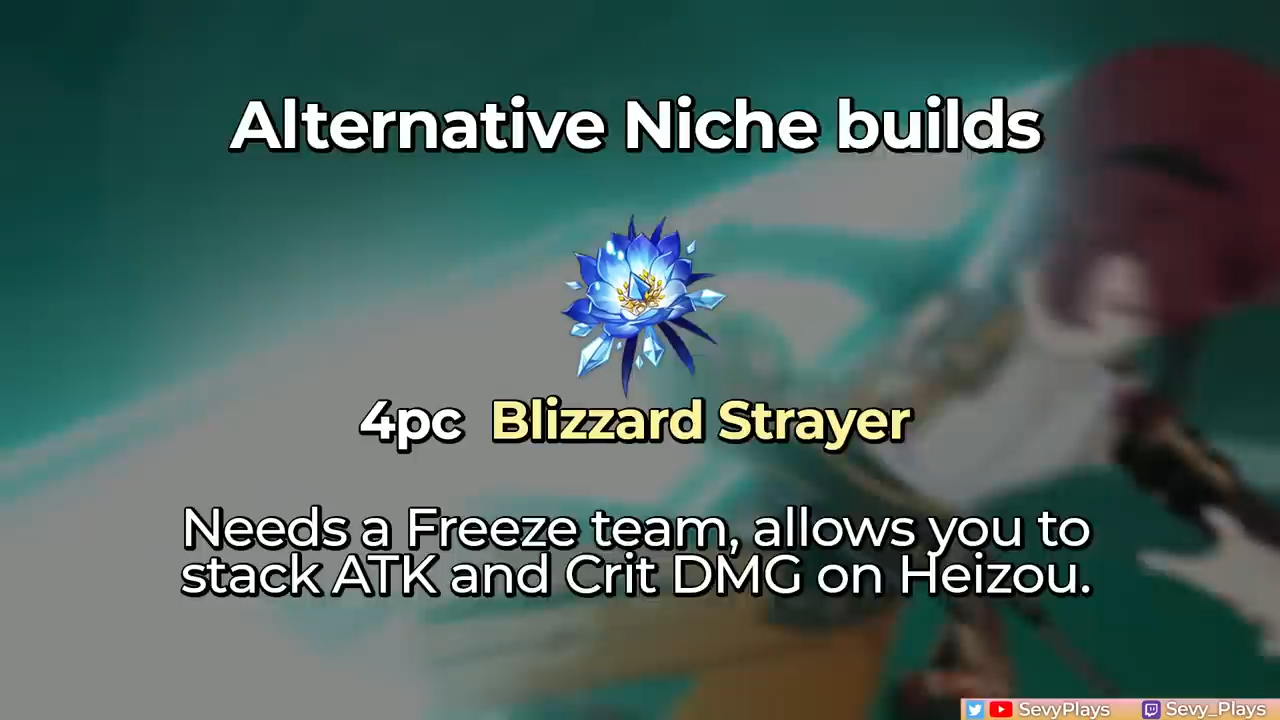 Alternative Niche builds
4pc Blizzard Strayer
Needs a Freeze team, allows you to
stack ATK and Crit DMG on Heizou.
SevyPlays Sevy_Plays